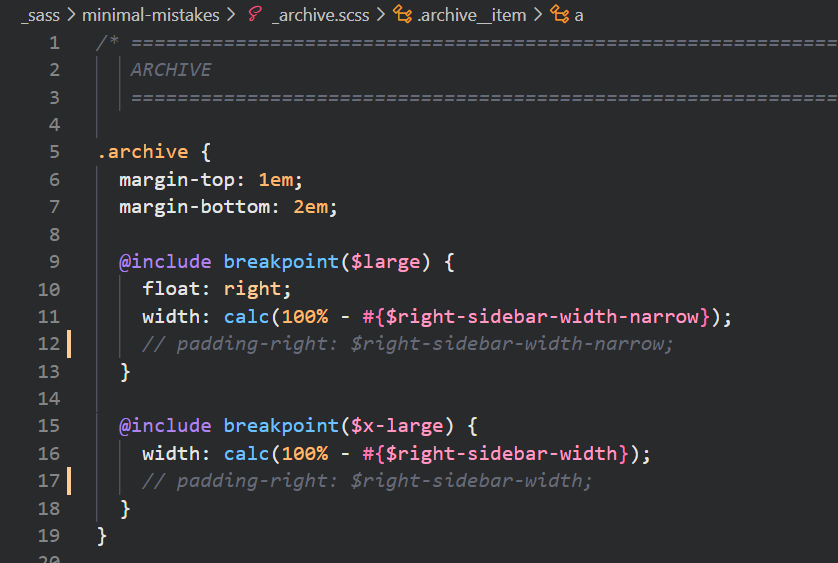 _sass > minimal-mistakes > _archive.scss > .archive__item > a
1 /* ==========================================================================
2 ARCHIVE
3 ==========================================================================
4
5 .archive {
6 margin-top: 1em;
7 margin-bottom: 2em;
8
9 @include breakpoint($large) {
10 float: right;
11 width: calc(100% - #{$right-sidebar-width-narrow});
12 // padding-right: $right-sidebar-width-narrow;
13 }
14
15 @include breakpoint($x-large) {
16 width: calc(100% - #{$right-sidebar-width});
17 // padding-right: $right-sidebar-width;
18 }
19 }
20